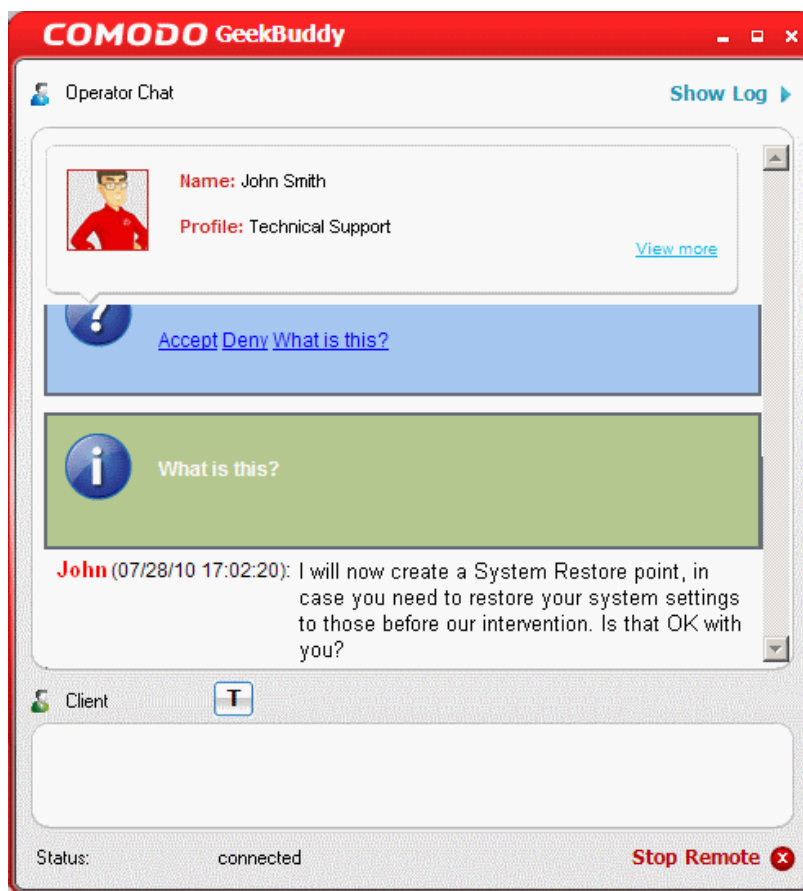 COMODO GeekBuddy
Operator Chat
Show Log
Name: John Smith
Profile: Technical Support
View more
?
Accept Deny What is this?
i
What is this?
John (07/28/10 17:02:20): I will now create a System Restore point, in
case you need to restore your system settings
to those before our intervention. Is that OK with
you?
Client
T
Status: connected
Stop Remote